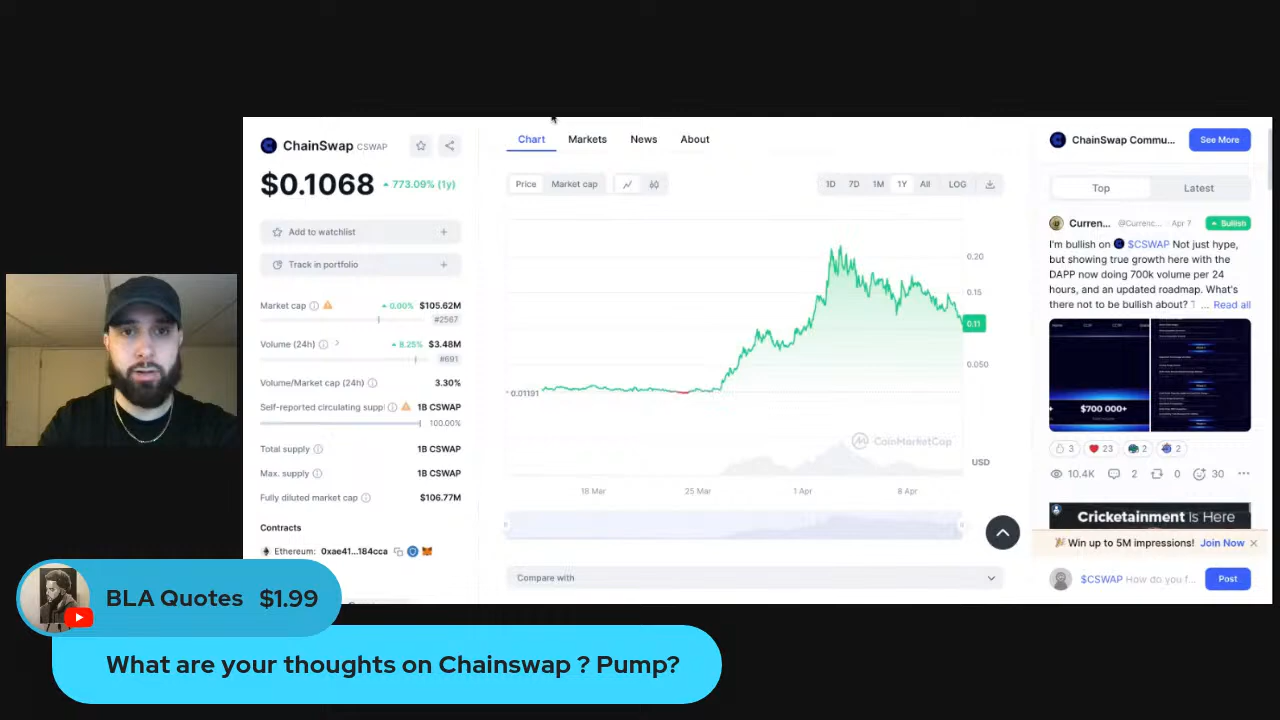 ChainSwap CSWAP
$0.1068 773.09% (1y)
Add to watchlist +
Track in portfolio +
Market cap 0.00% $105.62M
#2567
Volume (24h) 8.25% $3.48M
#691
Volume/Market cap (24h) 3.30%
Self-reported circulating suppl 1B CSWAP
100.00%
Total supply 1B CSWAP
Max. supply 1B CSWAP
Fully diluted market cap $106.77M
Contracts
Ethereum: 0xae41...184cca
Chart Markets News About
Price Market cap
1D 7D 1M 1Y All LOG
0.20
0.15
0.11
0.050
0.01191
CoinMarketCap
USD
18 Mar 25 Mar 1 Apr 8 Apr
Compare with
ChainSwap Commu... See More
Top Latest
Curren... @Currenc... Apr 7 Bullish
I'm bullish on $CSWAP Not just hype,
but showing true growth here with the
DAPP now doing 700k volume per 24
hours, and an updated roadmap. What's
there not to be bullish about? T ... Read all
$700 000+
3 23 2 2
10.4K 2 0 30 ...
Cricketainment Is Here
Win up to 5M impressions! Join Now ×
$CSWAP How do you f... Post
BLA Quotes $1.99
What are your thoughts on Chainswap ? Pump?